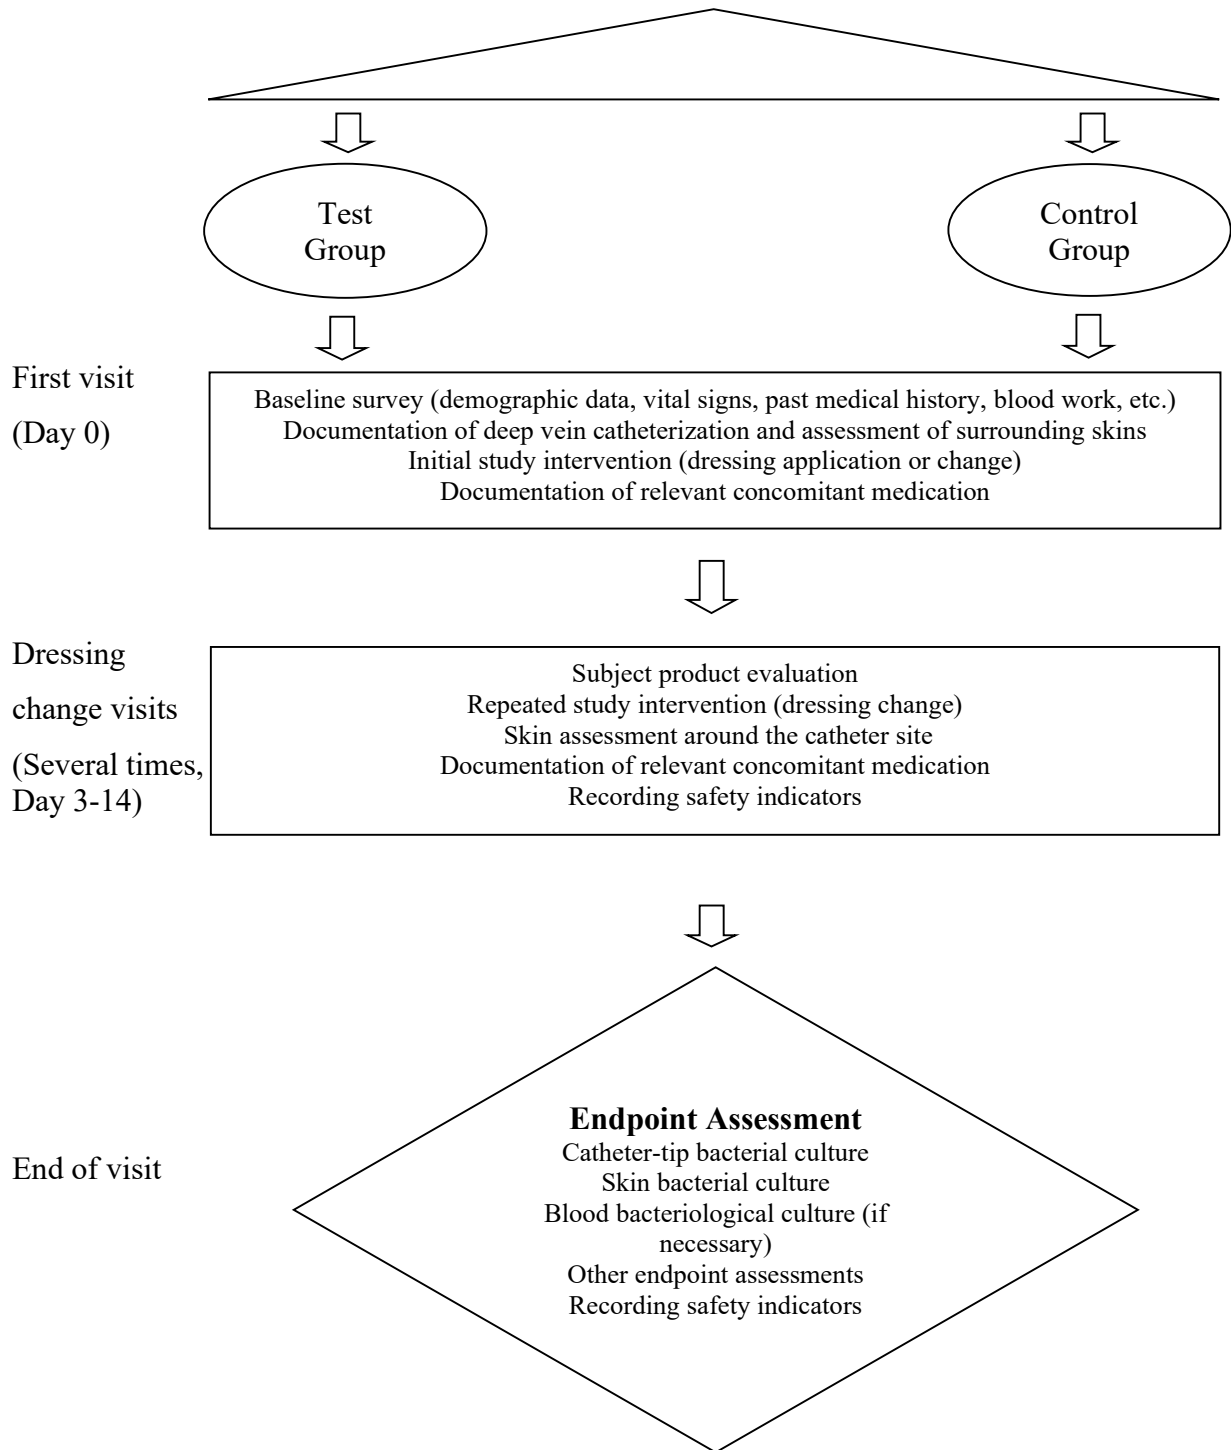 Test
Group
Control
Group
First visit
(Day 0)
Baseline survey (demographic data, vital signs, past medical history, blood work, etc.)
Documentation of deep vein catheterization and assessment of surrounding skins
Initial study intervention (dressing application or change)
Documentation of relevant concomitant medication
Dressing
change visits
(Several times,
Day 3-14)
Subject product evaluation
Repeated study intervention (dressing change)
Skin assessment around the catheter site
Documentation of relevant concomitant medication
Recording safety indicators
End of visit
Endpoint Assessment
Catheter-tip bacterial culture
Skin bacterial culture
Blood bacteriological culture (if
necessary)
Other endpoint assessments
Recording safety indicators